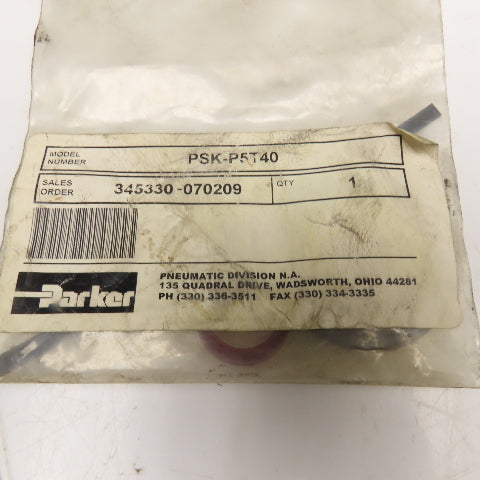 MODEL NUMBER PSK-P5T40
SALES ORDER 345330-070209 QTY 1
Parker
PNEUMATIC DIVISION N.A.
135 QUADRAL DRIVE, WADSWORTH, OHIO 44281
PH (330) 336-3511 FAX (330) 334-3335